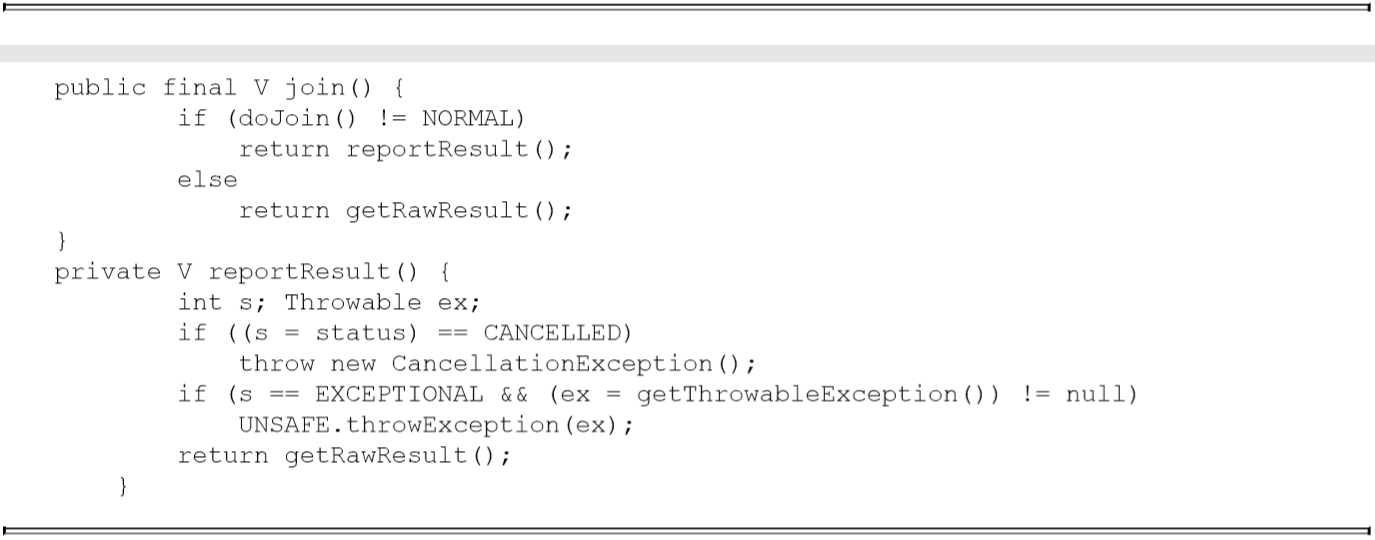 public final V join() {
        if (doJoin() != NORMAL)
            return reportResult();
        else
            return getRawResult();
}
private V reportResult() {
        int s; Throwable ex;
        if ((s = status) == CANCELLED)
            throw new CancellationException();
        if (s == EXCEPTIONAL && (ex = getThrowableException()) != null)
            UNSAFE.throwException(ex);
        return getRawResult();
    }